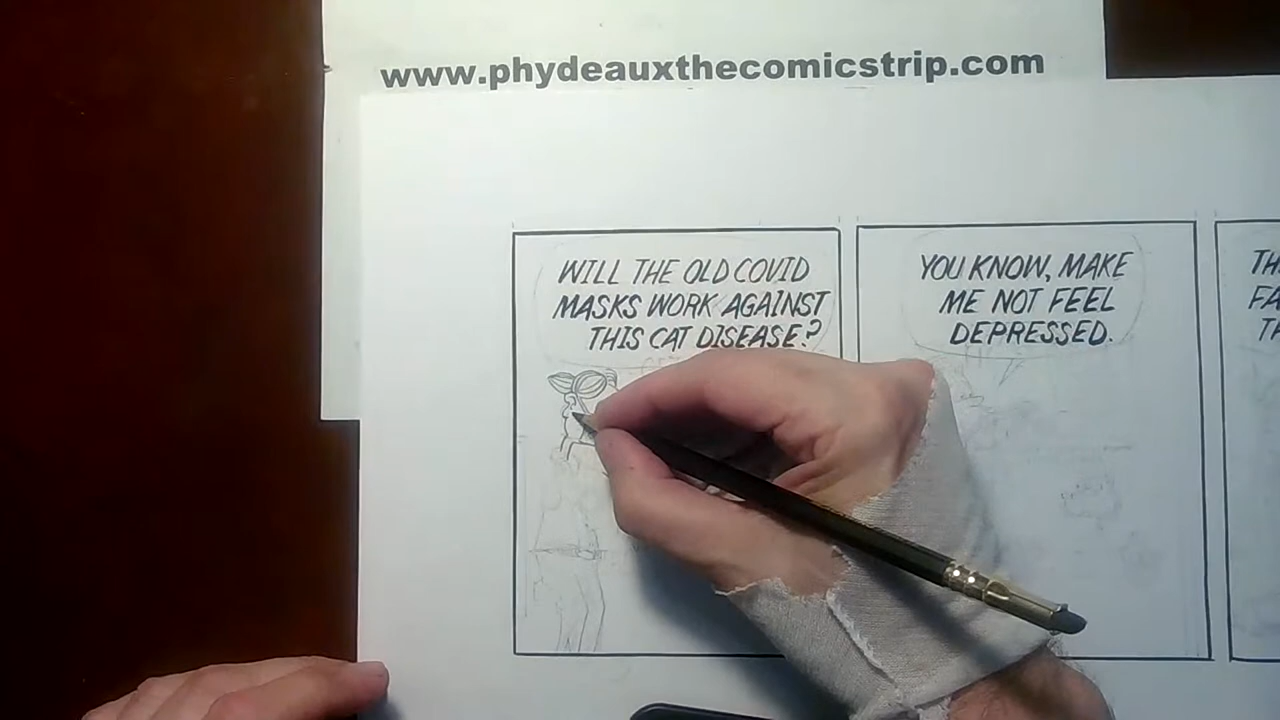 www.phydeauxthecomicstrip.com
WILL THE OLD COVID
MASKS WORK AGAINST
THIS CAT DISEASE?
YOU KNOW, MAKE
ME NOT FEEL
DEPRESSED.